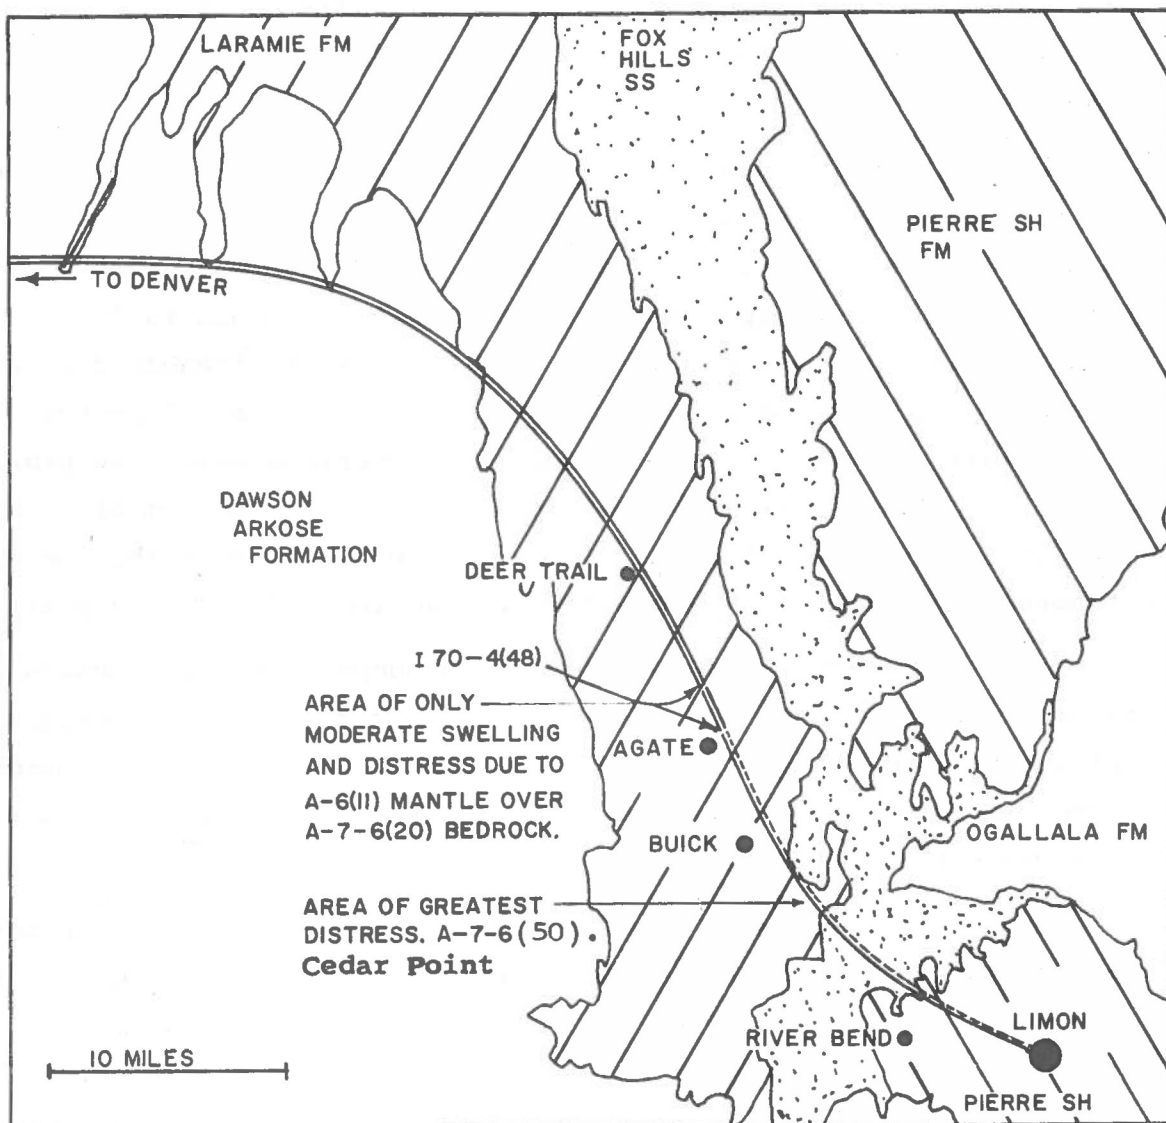 LARAMIE FM
FOX
HILLS
SS
PIERRE SH
FM
TO DENVER
DAWSON
ARKOSE
FORMATION
DEER TRAIL
I 70-4(48)
AREA OF ONLY
MODERATE SWELLING
AND DISTRESS DUE TO
A-6(11) MANTLE OVER
A-7-6(20) BEDROCK.
AGATE
BUICK
OGALLALA FM
AREA OF GREATEST
DISTRESS. A-7-6(50).
Cedar Point
RIVER BEND
LIMON
10 MILES
PIERRE SH